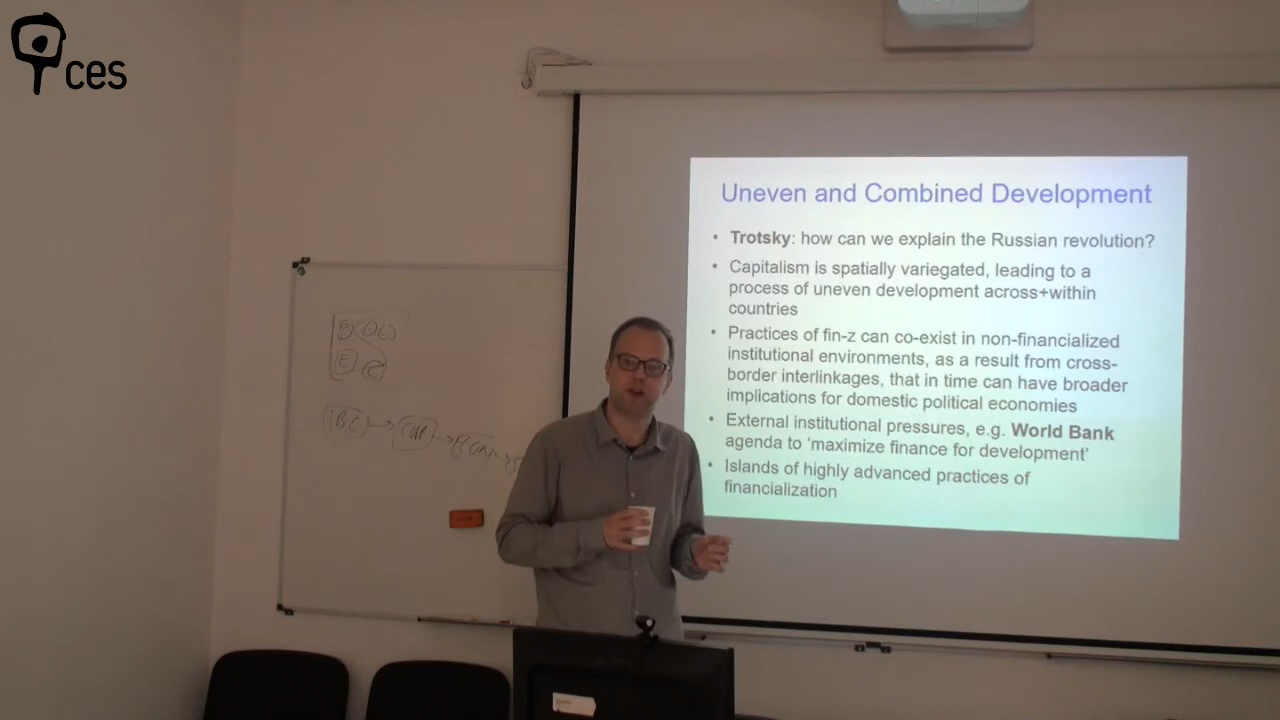 ces
Uneven and Combined Development
• Trotsky: how can we explain the Russian revolution?
• Capitalism is spatially variegated, leading to a
process of uneven development across+within
countries
• Practices of fin-z can co-exist in non-financialized
institutional environments, as a result from cross-
border interlinkages, that in time can have broader
implications for domestic political economies
• External institutional pressures, e.g. World Bank
agenda to 'maximize finance for development'
• Islands of highly advanced practices of
financialization